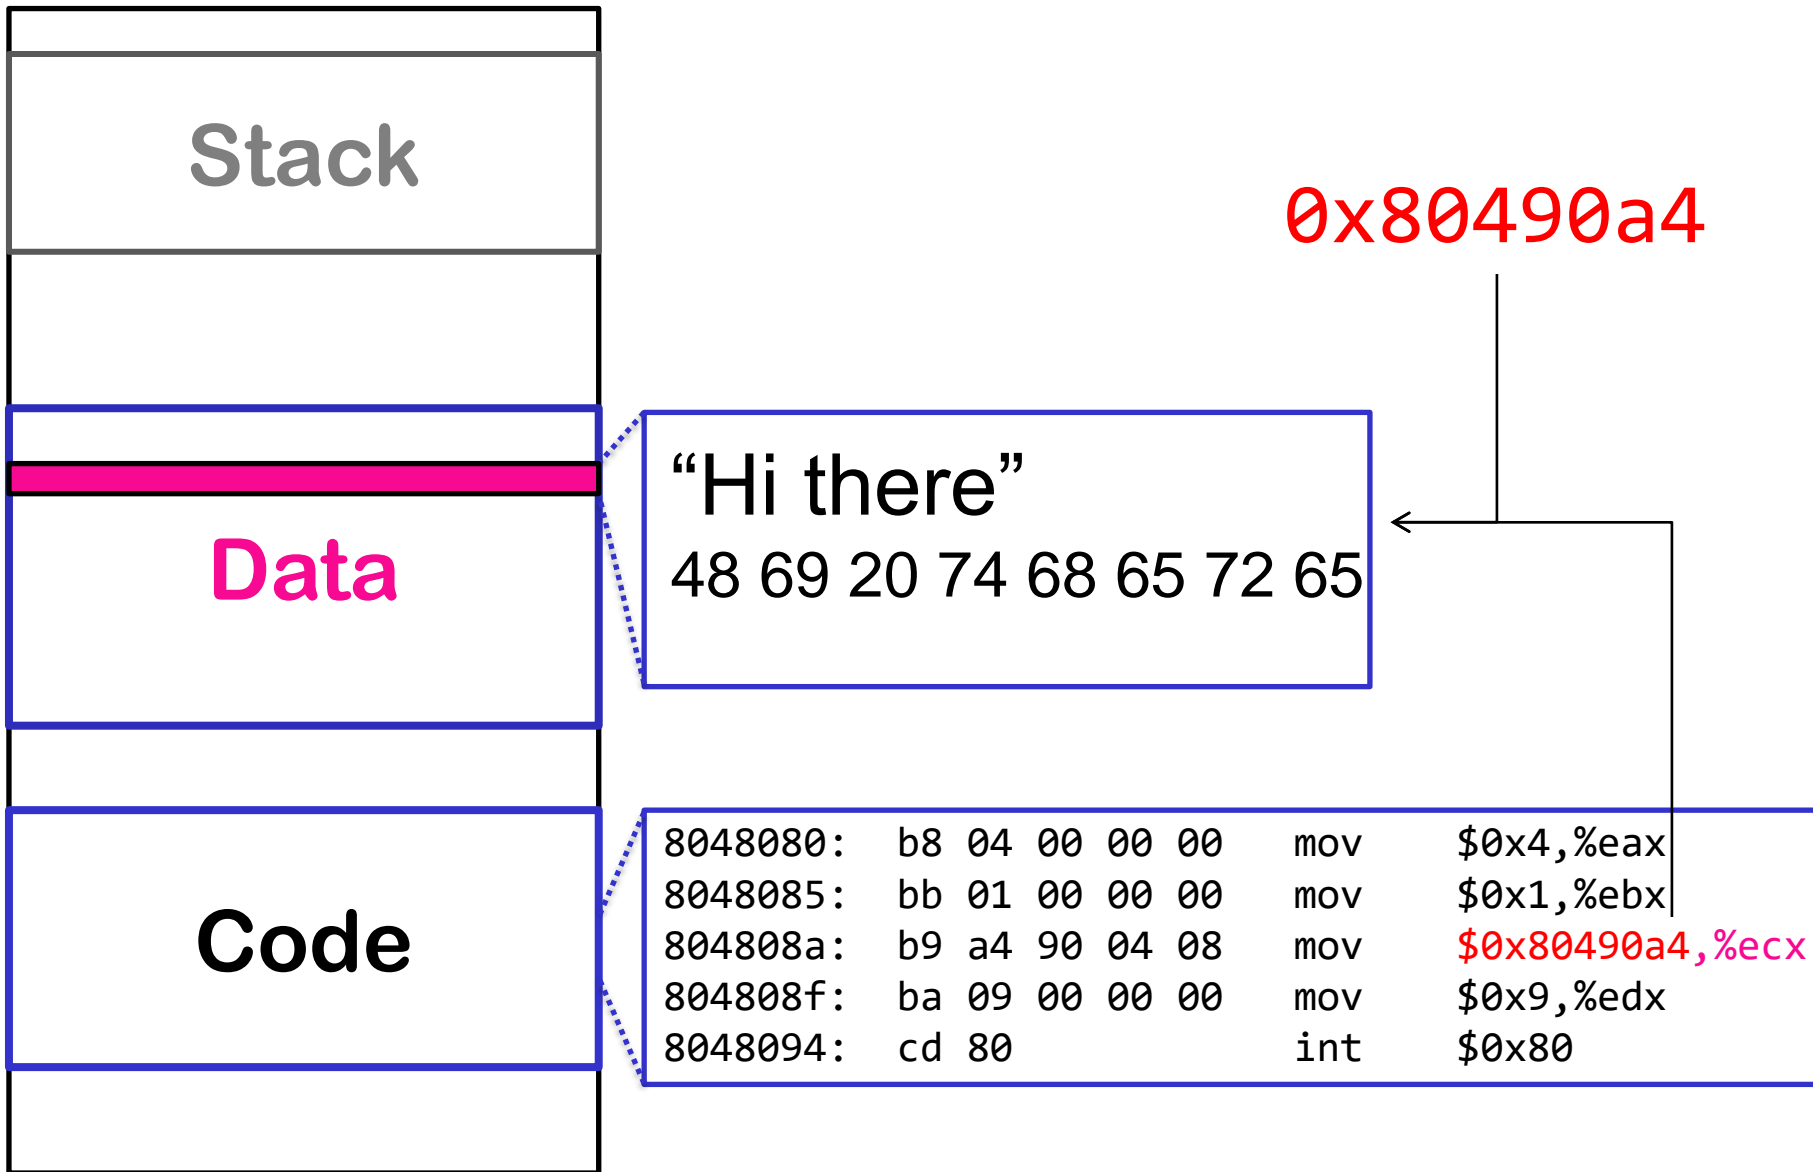 Stack
0x80490a4
“Hi there”
48 69 20 74 68 65 72 65
Data
Code
8048080: b8 04 00 00 00 mov $0x4,%eax
8048085: bb 01 00 00 00 mov $0x1,%ebx
804808a: b9 a4 90 04 08 mov $0x80490a4,%ecx
804808f: ba 09 00 00 00 mov $0x9,%edx
8048094: cd 80 int $0x80